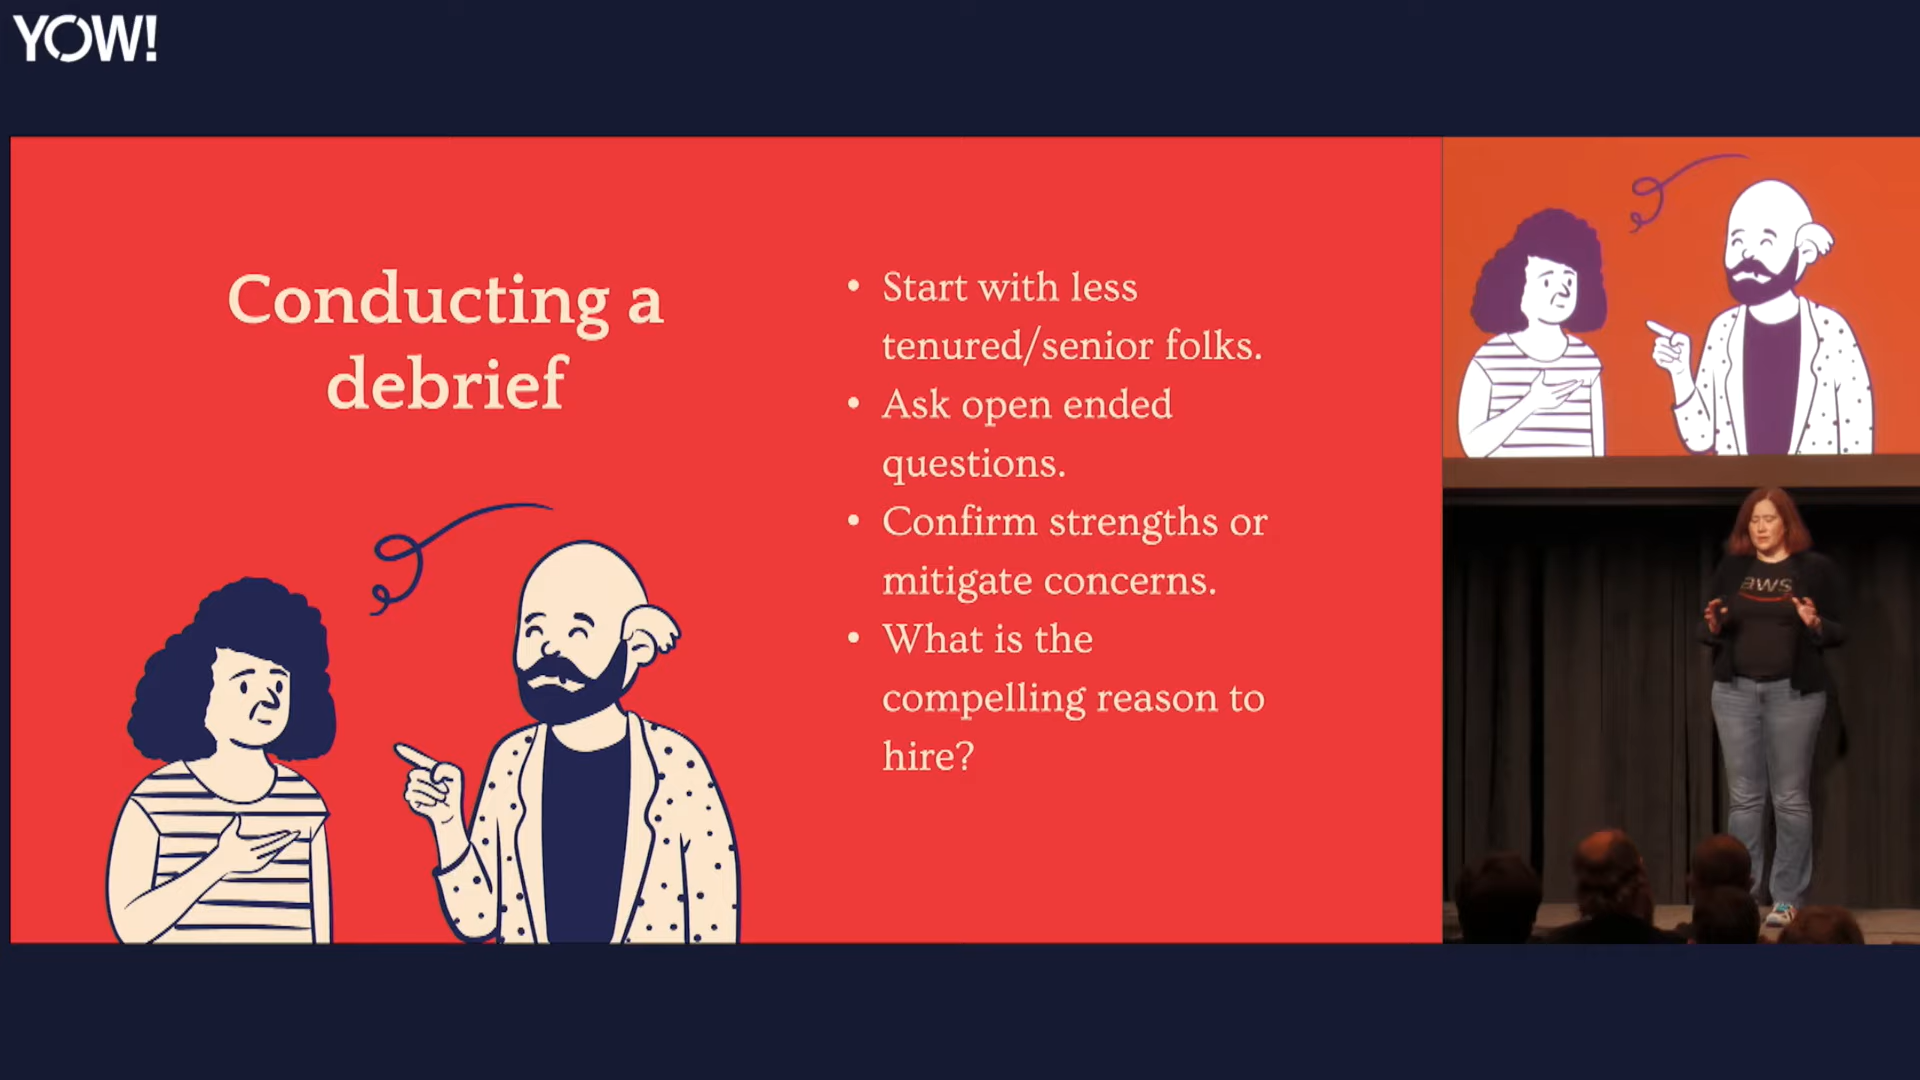 YOW!
Conducting a
debrief
• Start with less
tenured/senior folks.
• Ask open ended
questions.
• Confirm strengths or
mitigate concerns.
• What is the
compelling reason to
hire?
aws